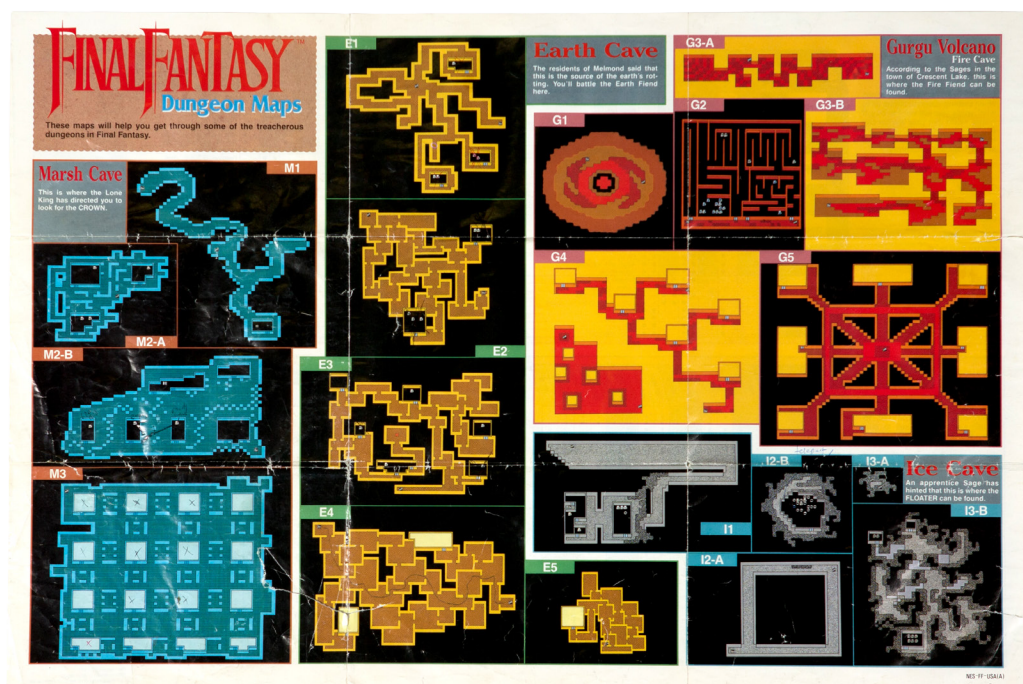 FINAL FANTASY™
Dungeon Maps
These maps will help you get through some of the treacherous
dungeons in Final Fantasy.
Marsh Cave
This is where the Lone
King has directed you to
look for the CROWN.
M1
M2-A
M2-B
M3
E1
Earth Cave
The residents of Melmond said that
this is the source of the earth's rot-
ting. You'll battle the Earth Fiend
here.
E2
E3
E4
E5
G3-A
Gurgu Volcano
Fire Cave
According to the Sages in the
town of Crescent Lake, this is
where the Fire Fiend can be
found.
G1
G2
G3-B
G4
G5
I1
I2-B
I3-A
Ice Cave
An apprentice Sage has
hinted that this is where the
FLOATER can be found.
I3-B
I2-A
NES-FF-USA(A)